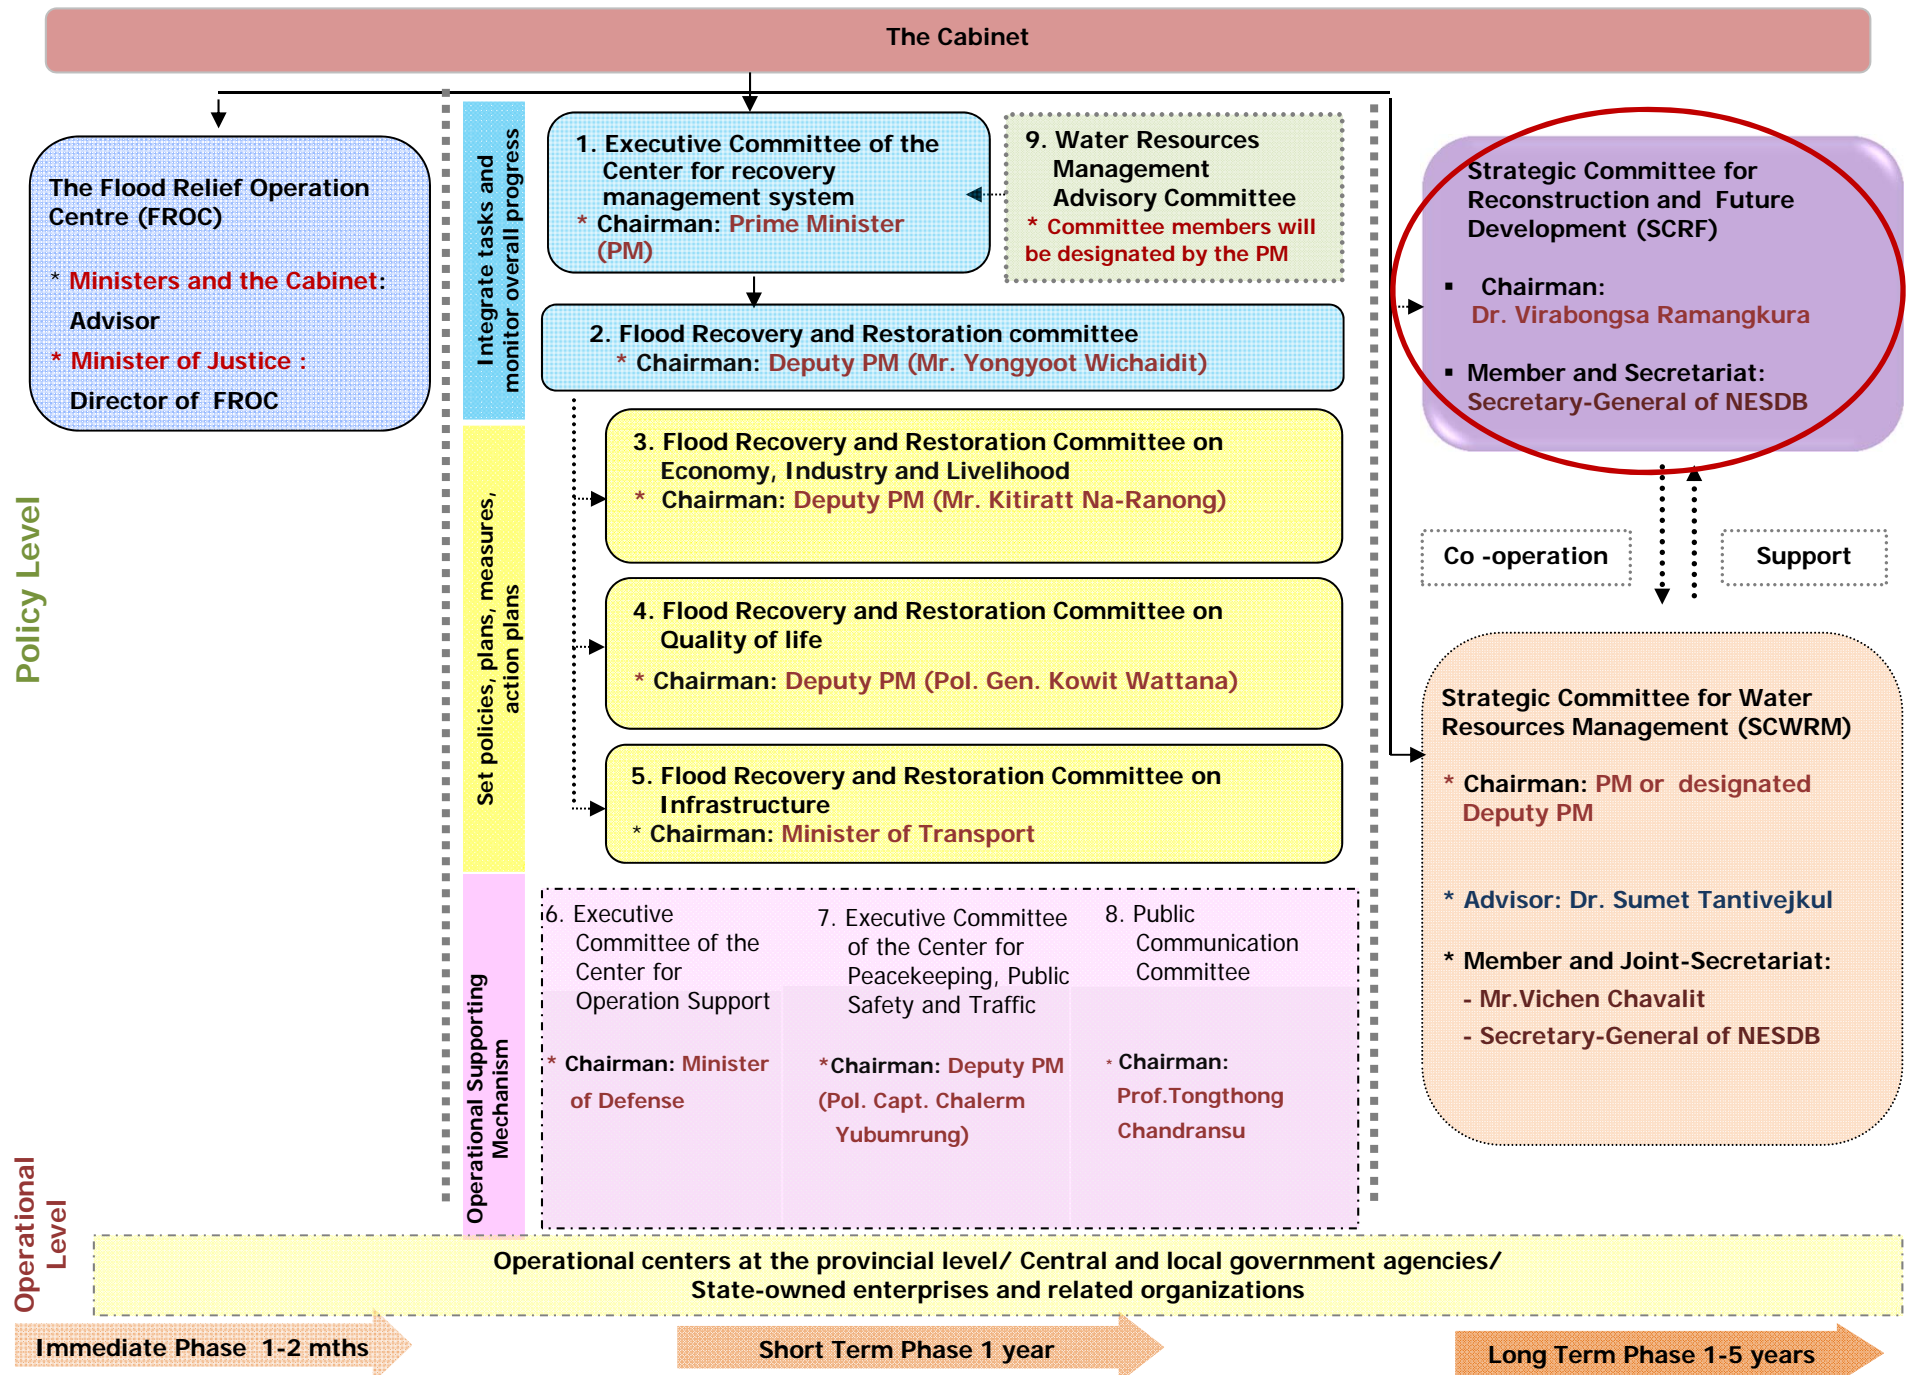 The Cabinet
The Flood Relief Operation
Centre (FROC)
* Ministers and the Cabinet:
Advisor
* Minister of Justice :
Director of FROC
Integrate tasks and
monitor overall progress
1. Executive Committee of the
Center for recovery
management system
* Chairman: Prime Minister
(PM)
9. Water Resources
Management
Advisory Committee
* Committee members will
be designated by the PM
2. Flood Recovery and Restoration committee
* Chairman: Deputy PM (Mr. Yongyoot Wichaidit)
Policy Level
Set policies, plans, measures,
action plans
3. Flood Recovery and Restoration Committee on
Economy, Industry and Livelihood
* Chairman: Deputy PM (Mr. Kitiratt Na-Ranong)
4. Flood Recovery and Restoration Committee on
Quality of life
* Chairman: Deputy PM (Pol. Gen. Kowit Wattana)
5. Flood Recovery and Restoration Committee on
Infrastructure
* Chairman: Minister of Transport
Operational Supporting
Mechanism
6. Executive
Committee of the
Center for
Operation Support
* Chairman: Minister
of Defense
7. Executive Committee
of the Center for
Peacekeeping, Public
Safety and Traffic
*Chairman: Deputy PM
(Pol. Capt. Chalerm
Yubumrung)
8. Public
Communication
Committee
* Chairman:
Prof.Tongthong
Chandransu
Strategic Committee for
Reconstruction and Future
Development (SCRF)
▪ Chairman:
Dr. Virabongsa Ramangkura
▪ Member and Secretariat:
Secretary-General of NESDB
Co -operation
Support
Strategic Committee for Water
Resources Management (SCWRM)
* Chairman: PM or designated
Deputy PM
* Advisor: Dr. Sumet Tantivejkul
* Member and Joint-Secretariat:
- Mr.Vichen Chavalit
- Secretary-General of NESDB
Operational
Level
Operational centers at the provincial level/ Central and local government agencies/
State-owned enterprises and related organizations
Immediate Phase 1-2 mths
Short Term Phase 1 year
Long Term Phase 1-5 years